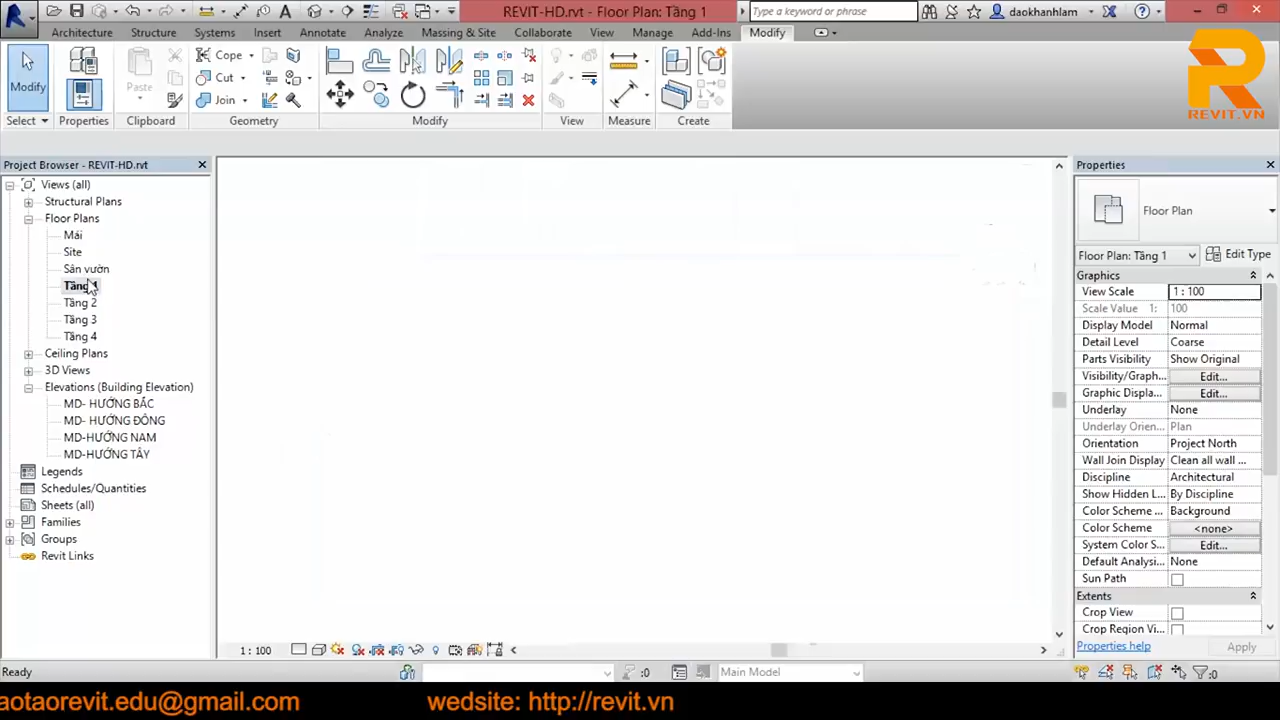 REVIT-HD.rvt - Floor Plan: Tầng 1
Type a keyword or phrase
daokhanhlam
Architecture Structure Systems Insert Annotate Analyze Massing & Site Collaborate View Manage Add-Ins Modify
Modify
Paste
Cope
Cut
Join
Select Properties Clipboard Geometry Modify View Measure Create
REVIT.VN
Project Browser - REVIT-HD.rvt
Views (all)
Structural Plans
Floor Plans
Mái
Site
Sân vườn
Tầng 1
Tầng 2
Tầng 3
Tầng 4
Ceiling Plans
3D Views
Elevations (Building Elevation)
MD- HƯỚNG BẮC
MD- HƯỚNG ĐÔNG
MD-HƯỚNG NAM
MD-HƯỚNG TÂY
Legends
Schedules/Quantities
Sheets (all)
Families
Groups
Revit Links
Properties
Floor Plan
Floor Plan: Tầng 1 Edit Type
Graphics
View Scale 1 : 100
Scale Value 1: 100
Display Model Normal
Detail Level Coarse
Parts Visibility Show Original
Visibility/Graph... Edit...
Graphic Displa... Edit...
Underlay None
Underlay Orien... Plan
Orientation Project North
Wall Join Display Clean all wall ...
Discipline Architectural
Show Hidden L... By Discipline
Color Scheme ... Background
Color Scheme <none>
System Color S... Edit...
Default Analysi... None
Sun Path
Extents
Crop View
Crop Region Vi...
Properties help Apply
1 : 100
Ready :0 Main Model :0
aotaorevit.edu@gmail.com wedsite: http://revit.vn